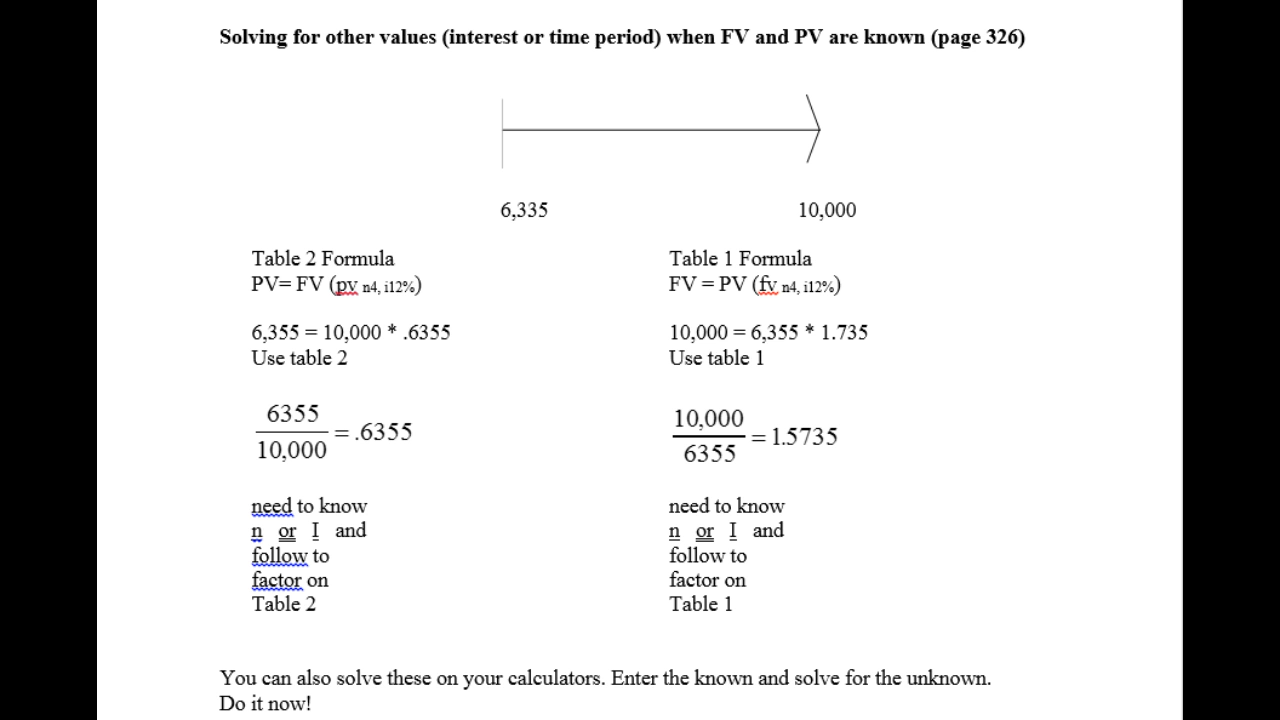 Solving for other values (interest or time period) when FV and PV are known (page 326)
6,335 10,000
Table 2 Formula
PV= FV (pv n4, i12%)
6,355 = 10,000 * .6355
Use table 2
6355
10,000
= .6355
need to know
n or I and
follow to
factor on
Table 2
Table 1 Formula
FV = PV (fv n4, i12%)
10,000 = 6,355 * 1.735
Use table 1
10,000
6355
= 1.5735
need to know
n or I and
follow to
factor on
Table 1
You can also solve these on your calculators. Enter the known and solve for the unknown.
Do it now!